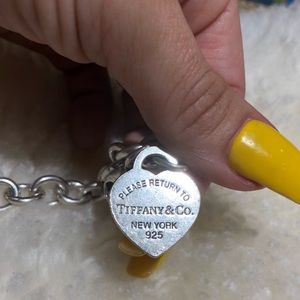 PLEASE RETURN TO
TIFFANY & CO.
NEW YORK
925